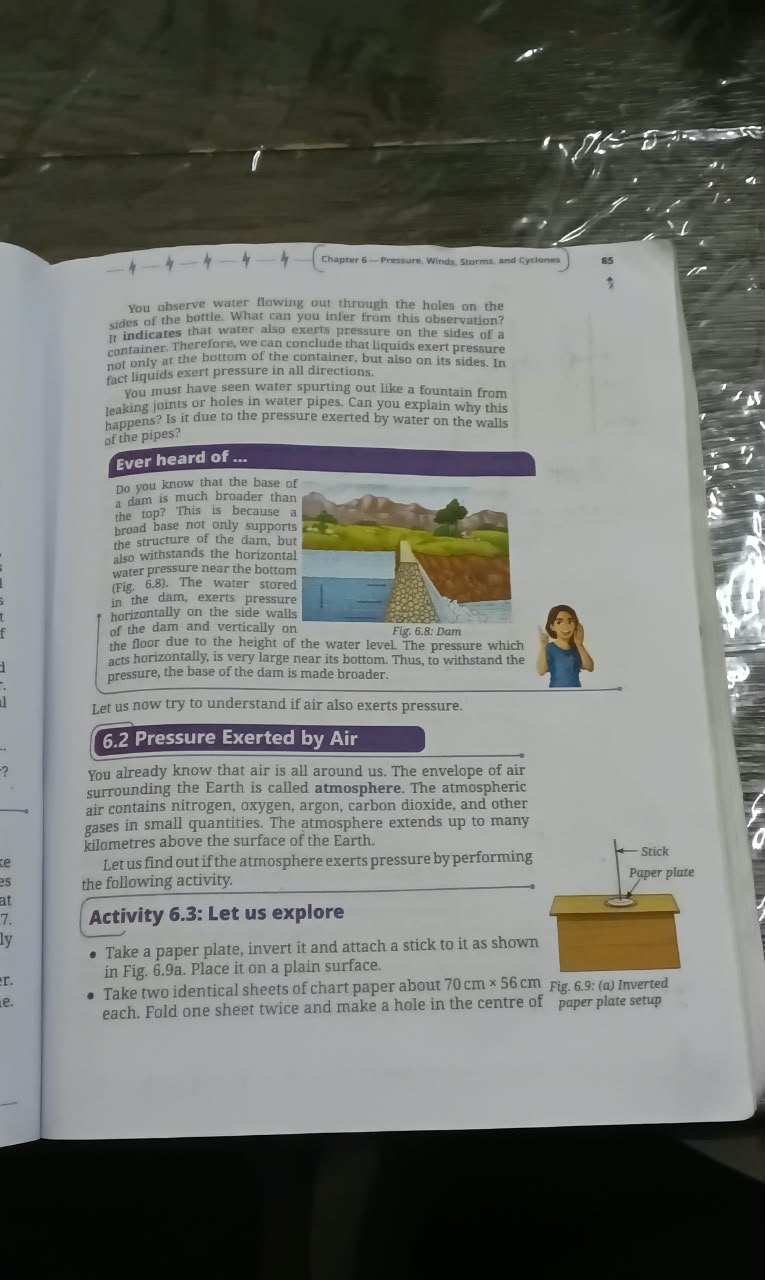 Chapter 6 — Pressure, Winds, Storms, and Cyclones
85
You observe water flowing out through the holes on the
sides of the bottle. What can you infer from this observation?
It indicates that water also exerts pressure on the sides of a
container. Therefore, we can conclude that liquids exert pressure
not only at the bottom of the container, but also on its sides. In
fact liquids exert pressure in all directions.
You must have seen water spurting out like a fountain from
leaking joints or holes in water pipes. Can you explain why this
happens? Is it due to the pressure exerted by water on the walls
of the pipes?
Ever heard of ...
Do you know that the base of
a dam is much broader than
the top? This is because a
broad base not only supports
the structure of the dam, but
also withstands the horizontal
water pressure near the bottom
(Fig. 6.8). The water stored
in the dam, exerts pressure
horizontally on the side walls
of the dam and vertically on
the floor due to the height of the water level. The pressure which
acts horizontally, is very large near its bottom. Thus, to withstand the
pressure, the base of the dam is made broader.
Fig. 6.8: Dam
Let us now try to understand if air also exerts pressure.
6.2 Pressure Exerted by Air
You already know that air is all around us. The envelope of air
surrounding the Earth is called atmosphere. The atmospheric
air contains nitrogen, oxygen, argon, carbon dioxide, and other
gases in small quantities. The atmosphere extends up to many
kilometres above the surface of the Earth.
Let us find out if the atmosphere exerts pressure by performing
the following activity.
Activity 6.3: Let us explore
• Take a paper plate, invert it and attach a stick to it as shown
in Fig. 6.9a. Place it on a plain surface.
• Take two identical sheets of chart paper about 70 cm × 56 cm
each. Fold one sheet twice and make a hole in the centre of
Stick
Paper plate
Fig. 6.9: (a) Inverted
paper plate setup